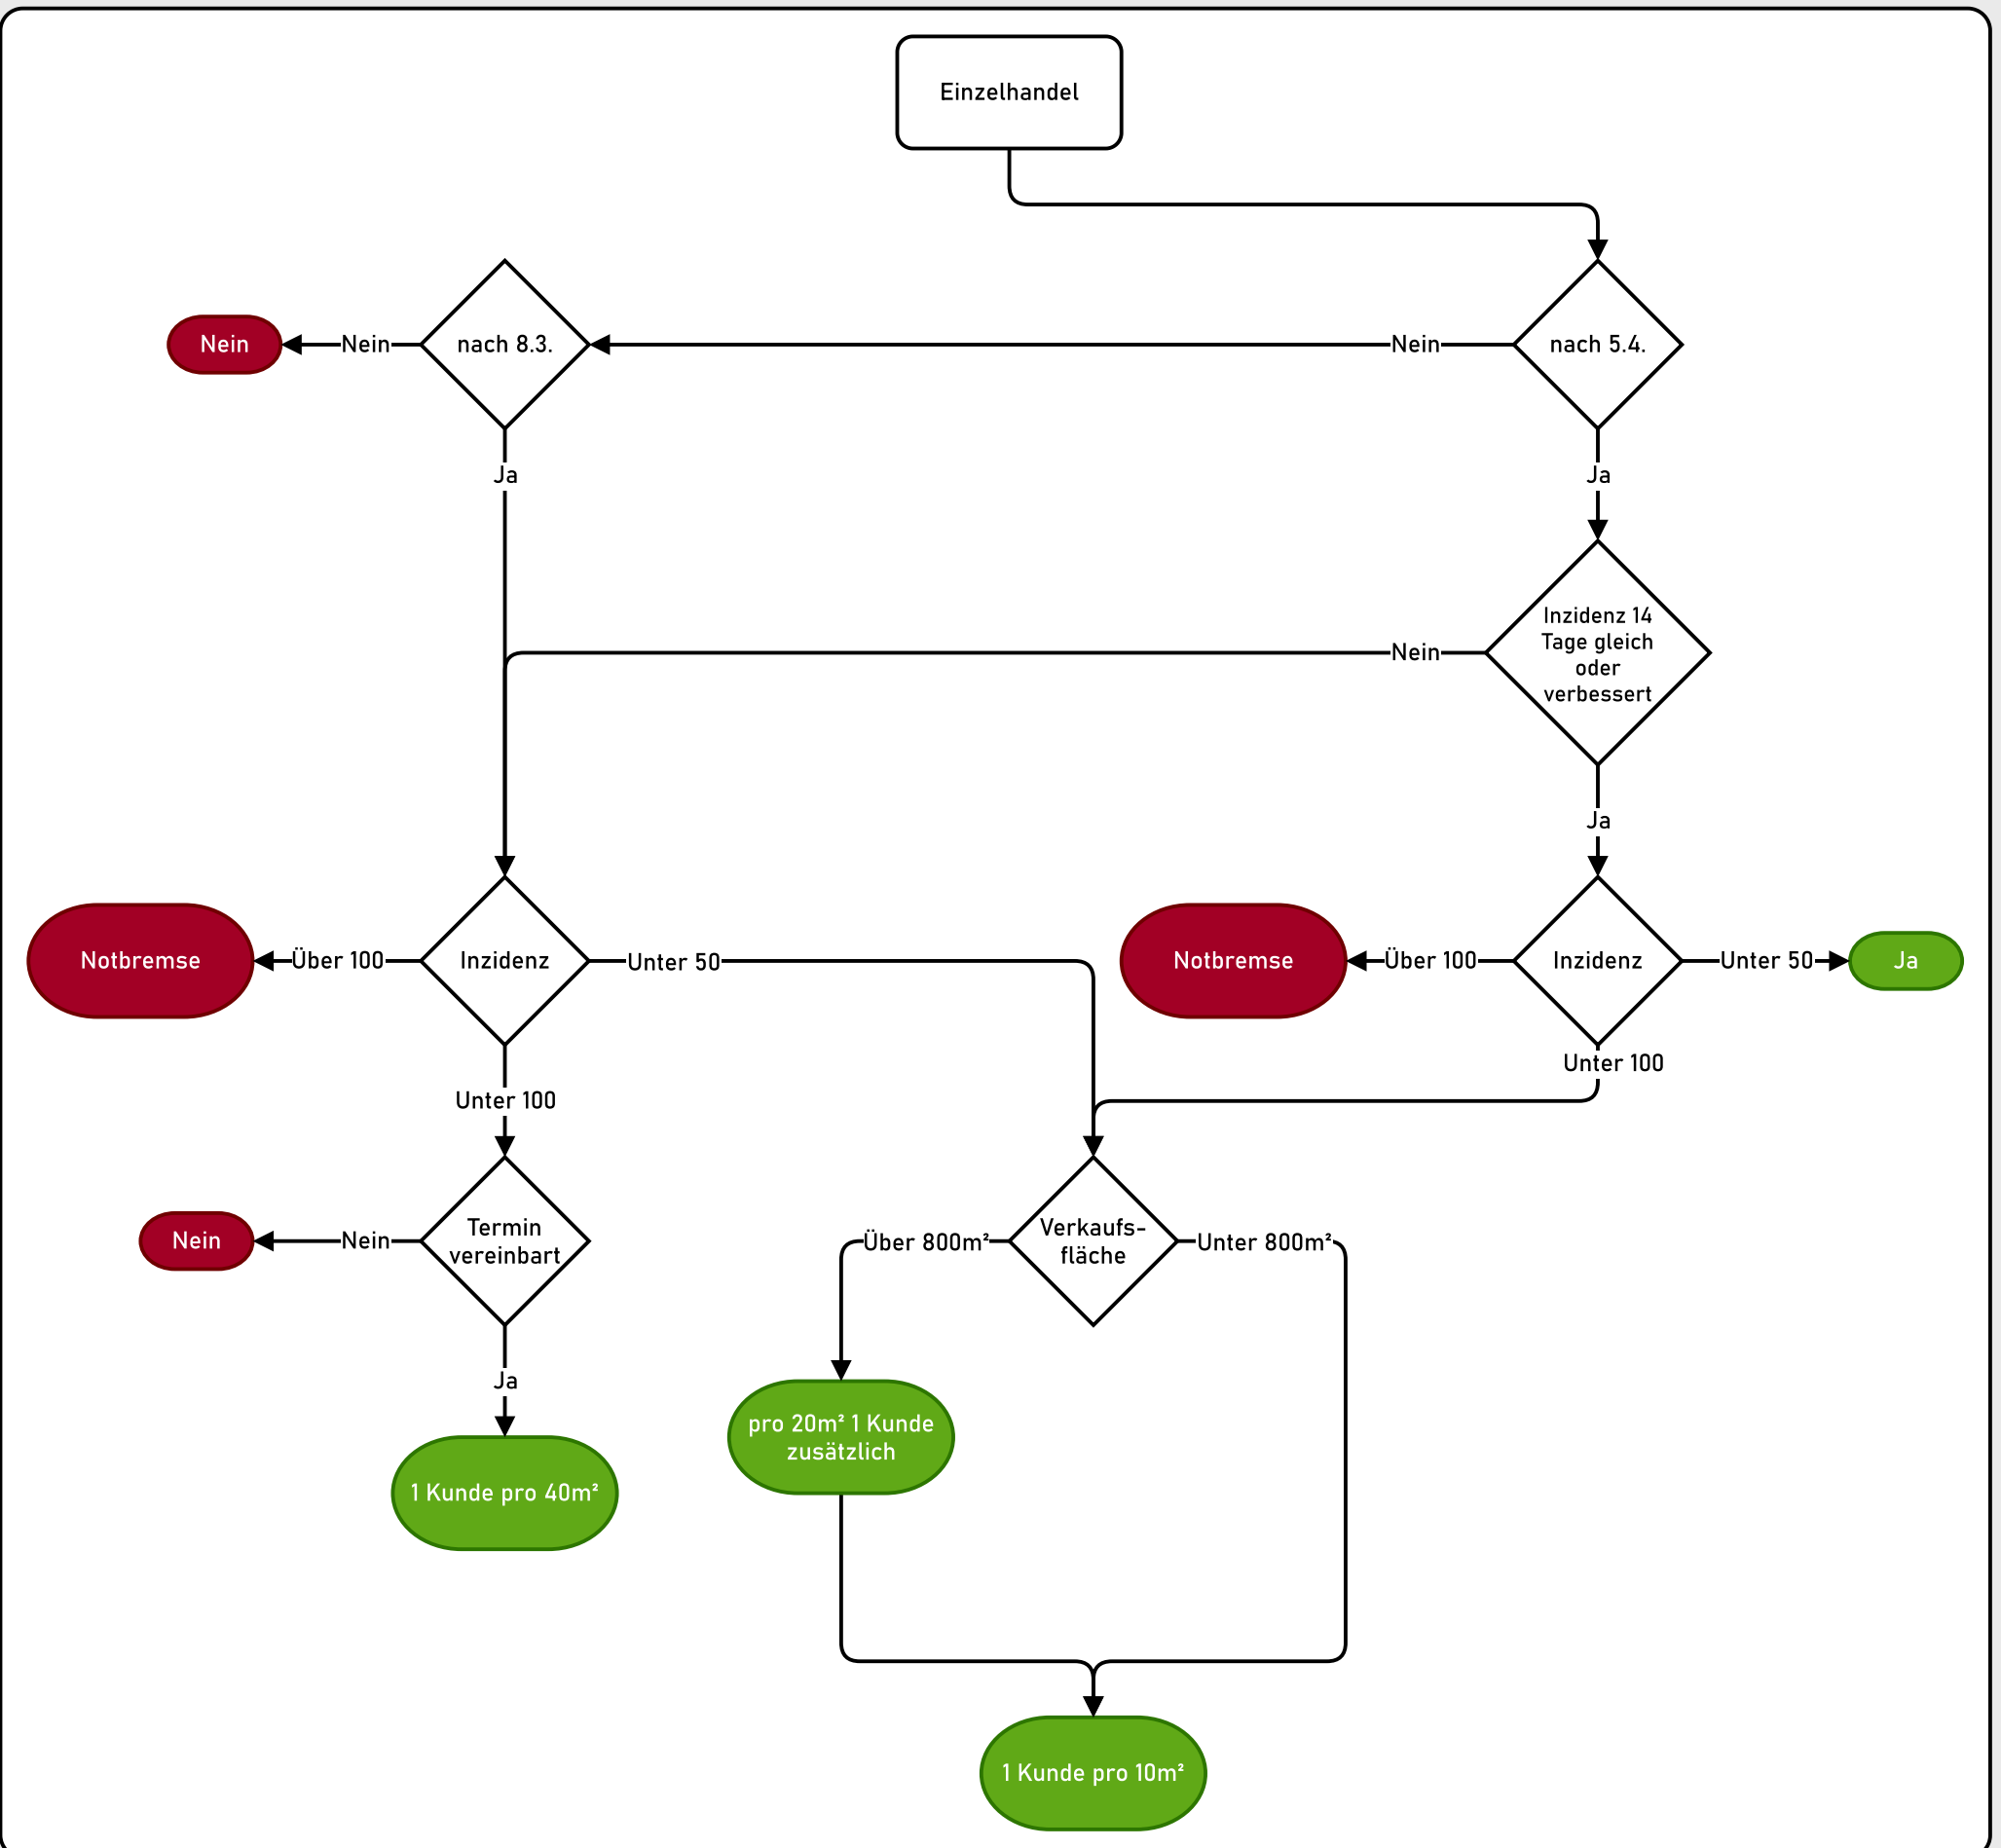 Einzelhandel
Nein
Nein
nach 8.3.
Nein
nach 5.4.
Ja
Ja
Inzidenz 14
Tage gleich
oder
verbessert
Nein
Ja
Notbremse
Über 100
Inzidenz
Unter 50
Notbremse
Über 100
Inzidenz
Unter 50
Ja
Unter 100
Unter 100
Nein
Nein
Termin
vereinbart
Über 800m²
Verkaufs-
fläche
Unter 800m²
Ja
pro 20m² 1 Kunde
zusätzlich
1 Kunde pro 40m²
1 Kunde pro 10m²